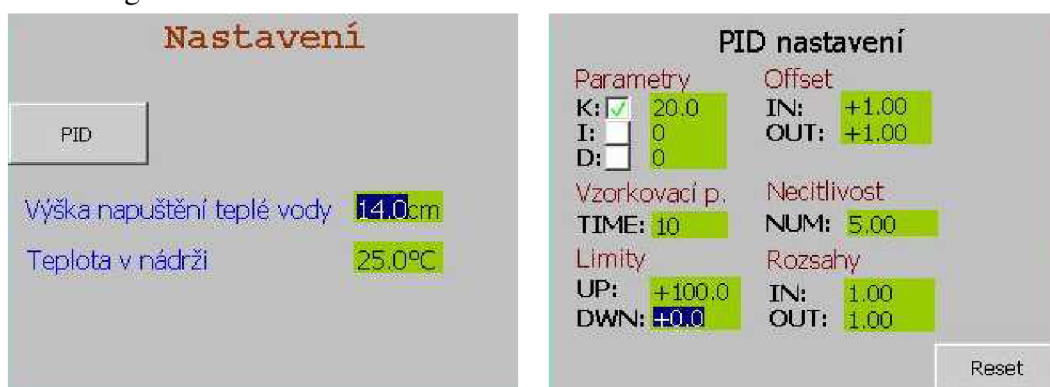 Nastavení
PID
Výška napuštění teplé vody 14.0cm
Teplota v nádrži 25.0ºC
PID nastavení
Parametry Offset
K: 20.0 IN: +1.00
I: 0 OUT: +1.00
D: 0
Vzorkovací p. Necitlivost
TIME: 10 NUM: 5.00
Limity Rozsahy
UP: +100.0 IN: 1.00
DWN: +0.0 OUT: 1.00
Reset